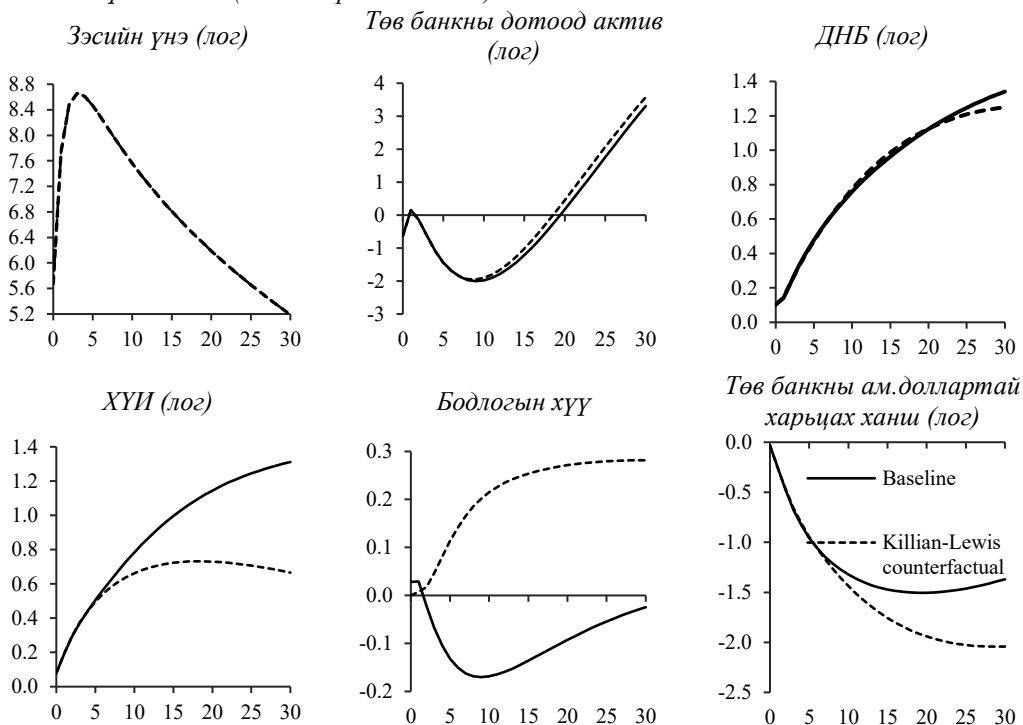 Зэсийн үнэ (лог)
Төв банкны дотоод актив
(лог)
ДНБ (лог)
8.8
8.4
8.0
7.6
7.2
6.8
6.4
6.0
5.6
5.2
0 5 10 15 20 25 30
4
3
2
1
0
-1
-2
-3
0 5 10 15 20 25 30
1.4
1.2
1.0
0.8
0.6
0.4
0.2
0.0
0 5 10 15 20 25 30
ХҮИ (лог)
Бодлогын хүү
Төв банкны ам.доллартай
харьцах ханш (лог)
1.4
1.2
1.0
0.8
0.6
0.4
0.2
0.0
0 5 10 15 20 25 30
0.3
0.2
0.1
0.0
-0.1
-0.2
0 5 10 15 20 25 30
0.0
-0.5
-1.0
-1.5
-2.0
-2.5
0 5 10 15 20 25 30
Baseline
Killian-Lewis
counterfactual